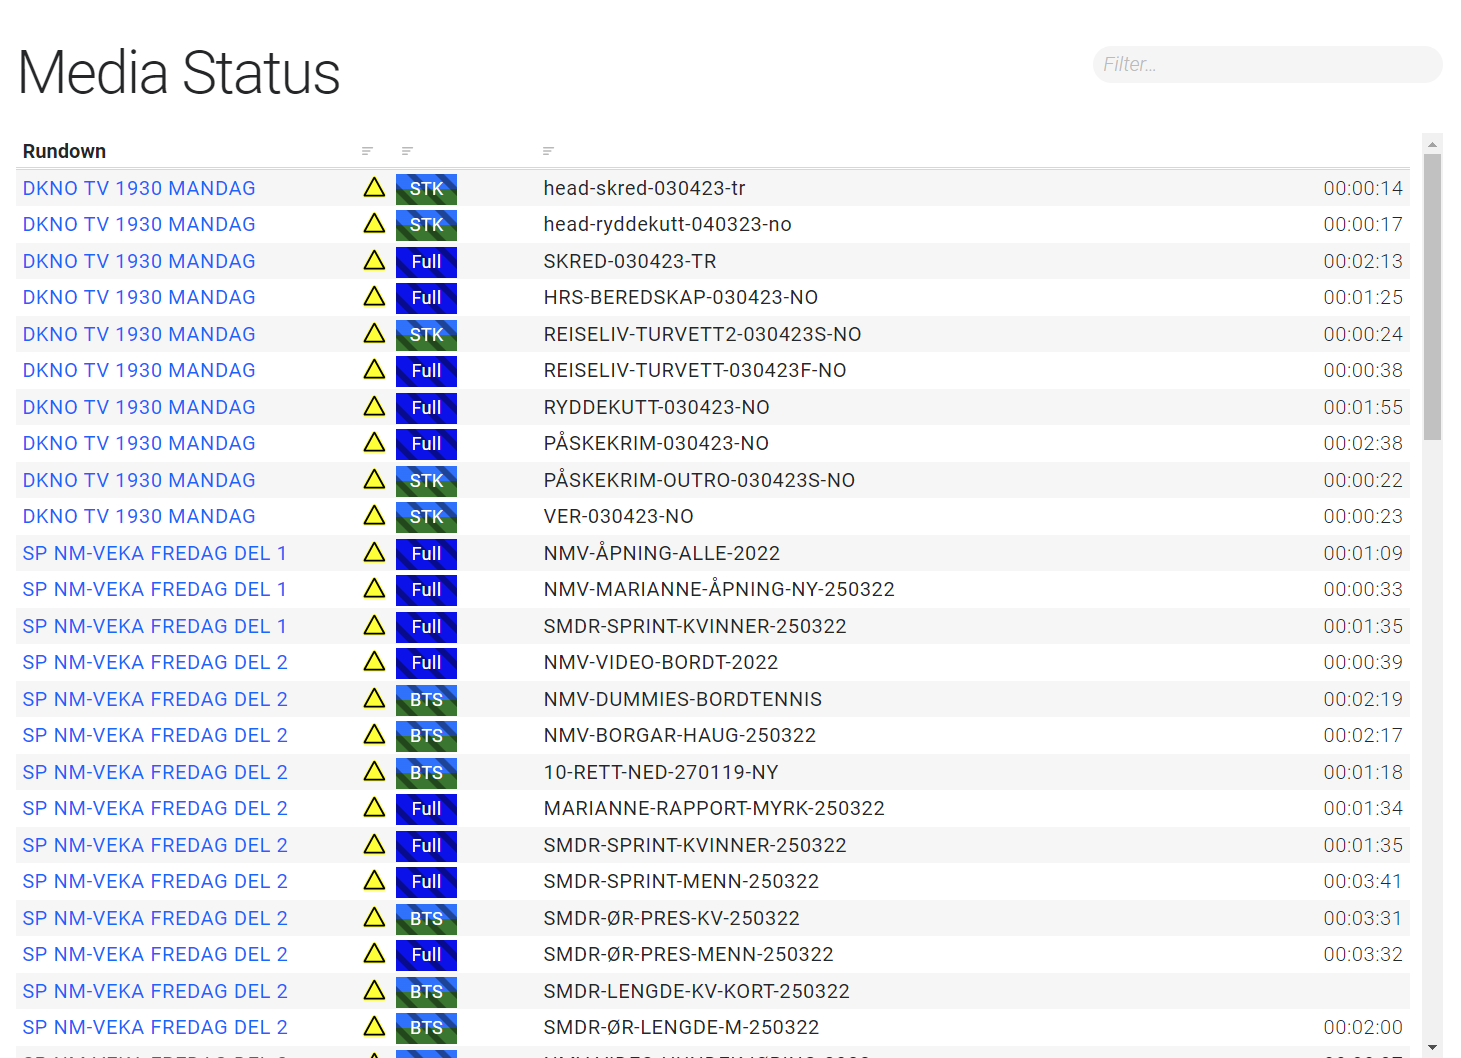 Media Status
Filter...
Rundown
DKNO TV 1930 MANDAG STK head-skred-030423-tr 00:00:14
DKNO TV 1930 MANDAG STK head-ryddekutt-040323-no 00:00:17
DKNO TV 1930 MANDAG Full SKRED-030423-TR 00:02:13
DKNO TV 1930 MANDAG Full HRS-BEREDSKAP-030423-NO 00:01:25
DKNO TV 1930 MANDAG STK REISELIV-TURVETT2-030423S-NO 00:00:24
DKNO TV 1930 MANDAG Full REISELIV-TURVETT-030423F-NO 00:00:38
DKNO TV 1930 MANDAG Full RYDDEKUTT-030423-NO 00:01:55
DKNO TV 1930 MANDAG Full PÅSKEKRIM-030423-NO 00:02:38
DKNO TV 1930 MANDAG STK PÅSKEKRIM-OUTRO-030423S-NO 00:00:22
DKNO TV 1930 MANDAG STK VER-030423-NO 00:00:23
SP NM-VEKA FREDAG DEL 1 Full NMV-ÅPNING-ALLE-2022 00:01:09
SP NM-VEKA FREDAG DEL 1 Full NMV-MARIANNE-ÅPNING-NY-250322 00:00:33
SP NM-VEKA FREDAG DEL 1 Full SMDR-SPRINT-KVINNER-250322 00:01:35
SP NM-VEKA FREDAG DEL 2 Full NMV-VIDEO-BORDT-2022 00:00:39
SP NM-VEKA FREDAG DEL 2 BTS NMV-DUMMIES-BORDTENNIS 00:02:19
SP NM-VEKA FREDAG DEL 2 BTS NMV-BORGAR-HAUG-250322 00:02:17
SP NM-VEKA FREDAG DEL 2 BTS 10-RETT-NED-270119-NY 00:01:18
SP NM-VEKA FREDAG DEL 2 Full MARIANNE-RAPPORT-MYRK-250322 00:01:34
SP NM-VEKA FREDAG DEL 2 Full SMDR-SPRINT-KVINNER-250322 00:01:35
SP NM-VEKA FREDAG DEL 2 Full SMDR-SPRINT-MENN-250322 00:03:41
SP NM-VEKA FREDAG DEL 2 BTS SMDR-ØR-PRES-KV-250322 00:03:31
SP NM-VEKA FREDAG DEL 2 Full SMDR-ØR-PRES-MENN-250322 00:03:32
SP NM-VEKA FREDAG DEL 2 BTS SMDR-LENGDE-KV-KORT-250322
SP NM-VEKA FREDAG DEL 2 BTS SMDR-ØR-LENGDE-M-250322 00:02:00